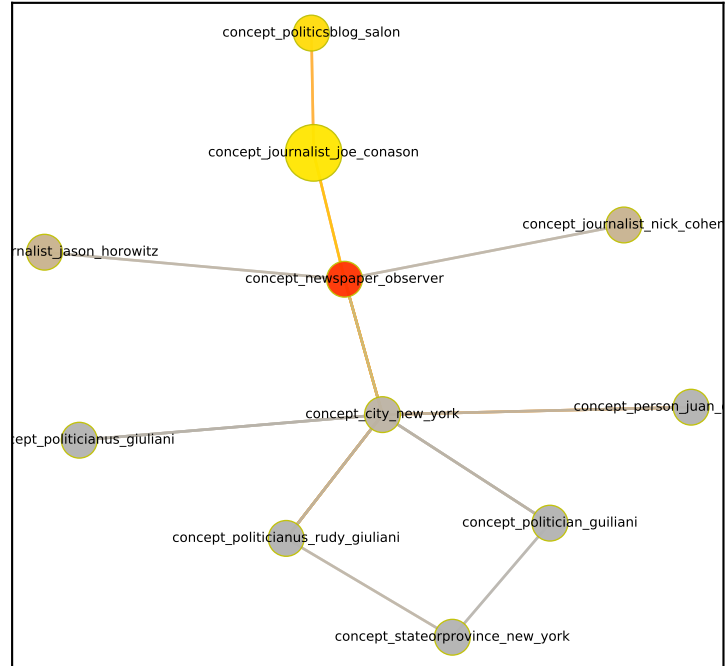 concept_politicsblog_salon
concept_journalist_joe_conason
concept_journalist_nick_cohen
rnalist_jason_horowitz
concept_newspaper_observer
concept_person_juan_
concept_city_new_york
cept_politicianus_giuliani
concept_politician_guiliani
concept_politicianus_rudy_giuliani
concept_stateorprovince_new_york